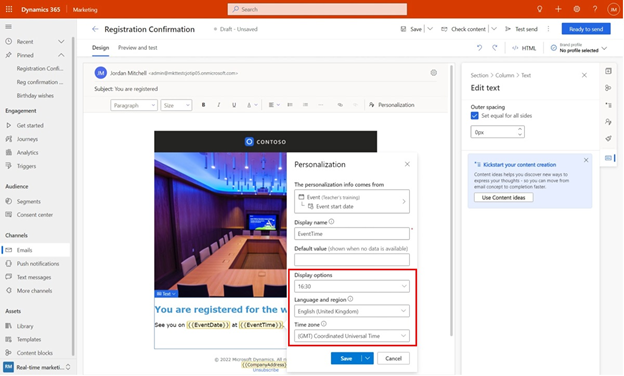 Dynamics 365
Marketing
Search
IM
Registration Confirmation
Draft - Unsaved
Save
Check content
Test send
Ready to send
Design
Preview and test
HTML
Brand profile
No profile selected
Recent
Pinned
Registration Confi...
Reg confirmation ...
Birthday wishes
Engagement
Get started
Journeys
Analytics
Triggers
Audience
Segments
Consent center
Channels
Emails
Push notifications
Text messages
More channels
Assets
Library
Templates
Content blocks
RM Real-time marketi...
JM
Jordan Mitchell
Subject: You are registered
Paragraph
Size
B I U A
Personalization
CONTOSO
Text
You are registered for the w
See you on {{EventDate}} at {{EventTime}}.
© 2022 Microsoft Dynamics. All ri
{{CompanyAddress}}
Unsubscribe
Personalization
The personalization info comes from
Event (Teacher's training)
Event start date
Display name
EventTime
*
Default value (shown when no data is available)
Display options
16:30
Language and region
English (United Kingdom)
Time zone
(GMT) Coordinated Universal Time
Save
Cancel
Section > Column > Text
Edit text
Outer spacing
Set equal for all sides
0px
Kickstart your content creation
Content ideas helps you discover new ways to
express your thoughts – so you can move from
email concept to completion faster.
Use Content ideas